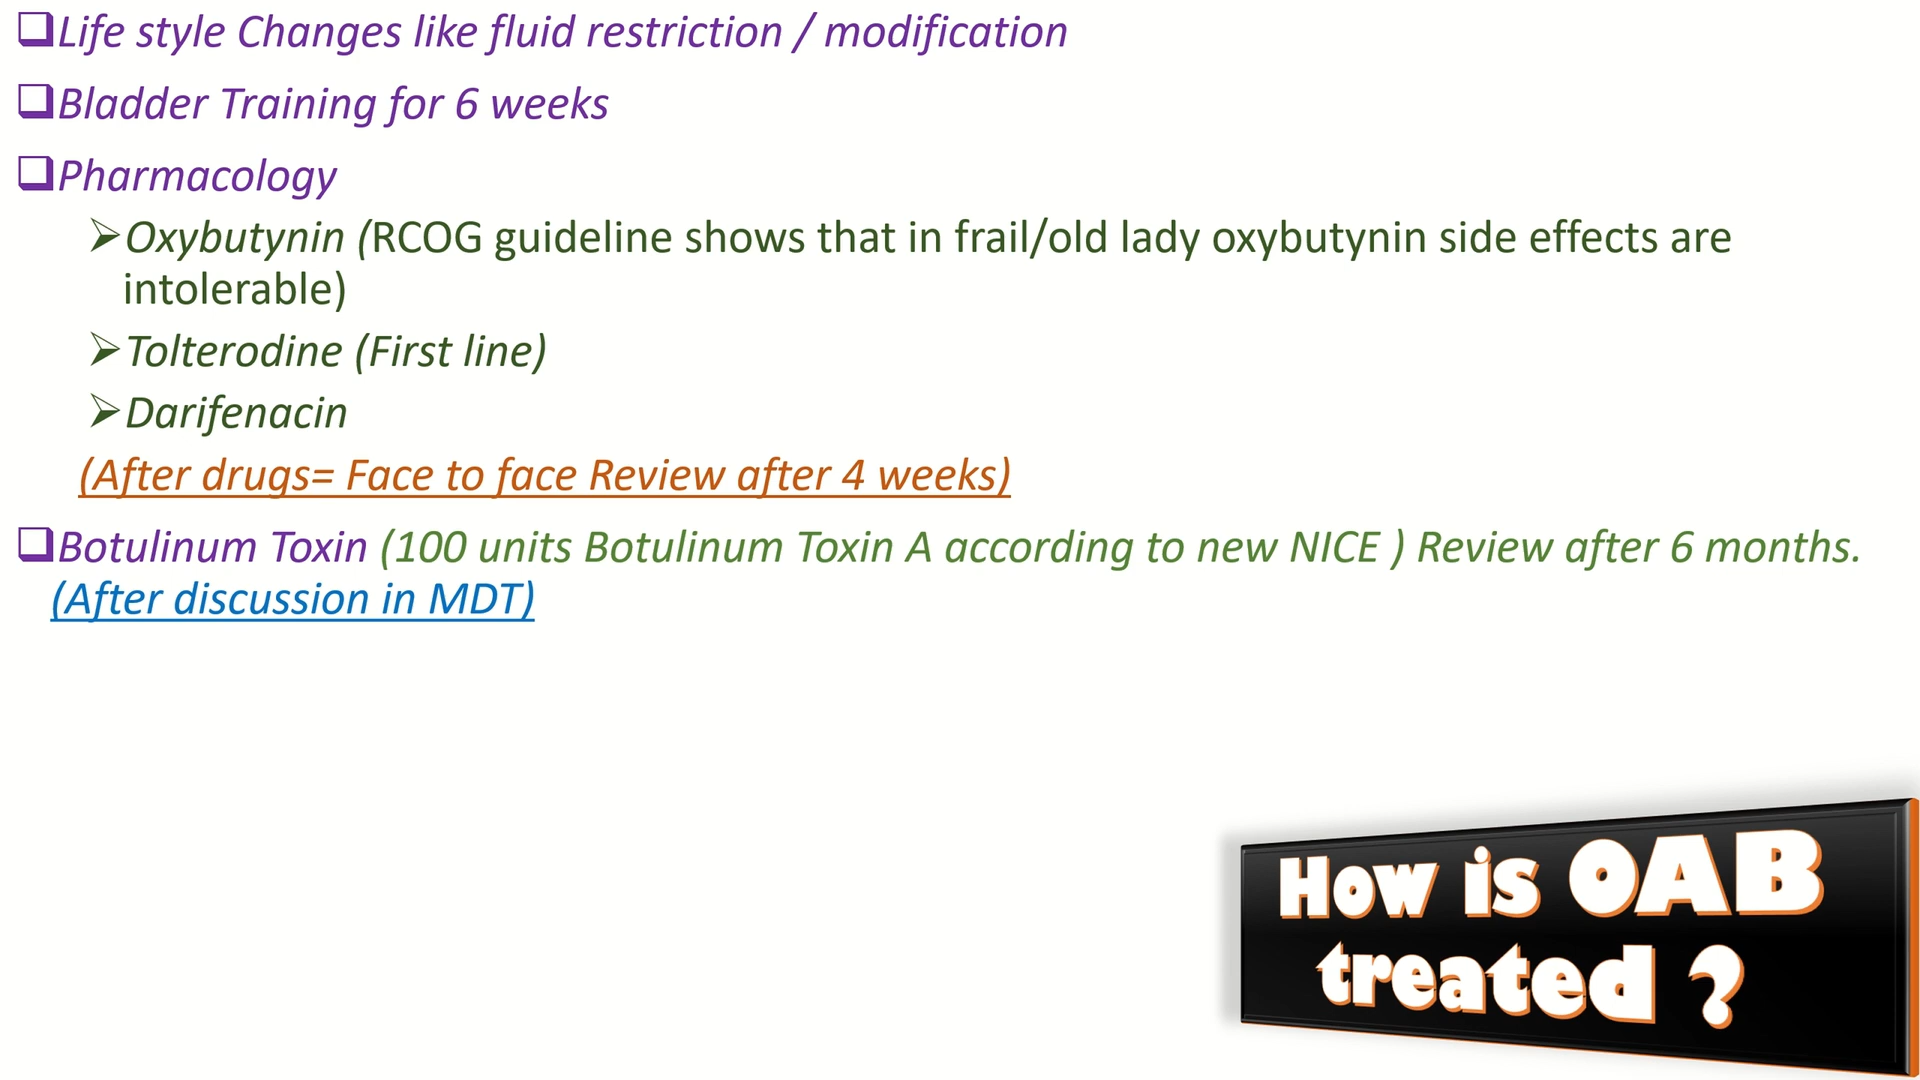 Life style Changes like fluid restriction / modification
Bladder Training for 6 weeks
Pharmacology
Oxybutynin (RCOG guideline shows that in frail/old lady oxybutynin side effects are
intolerable)
Tolterodine (First line)
Darifenacin
(After drugs= Face to face Review after 4 weeks)
Botulinum Toxin (100 units Botulinum Toxin A according to new NICE ) Review after 6 months.
(After discussion in MDT)
How is OAB
treated ?